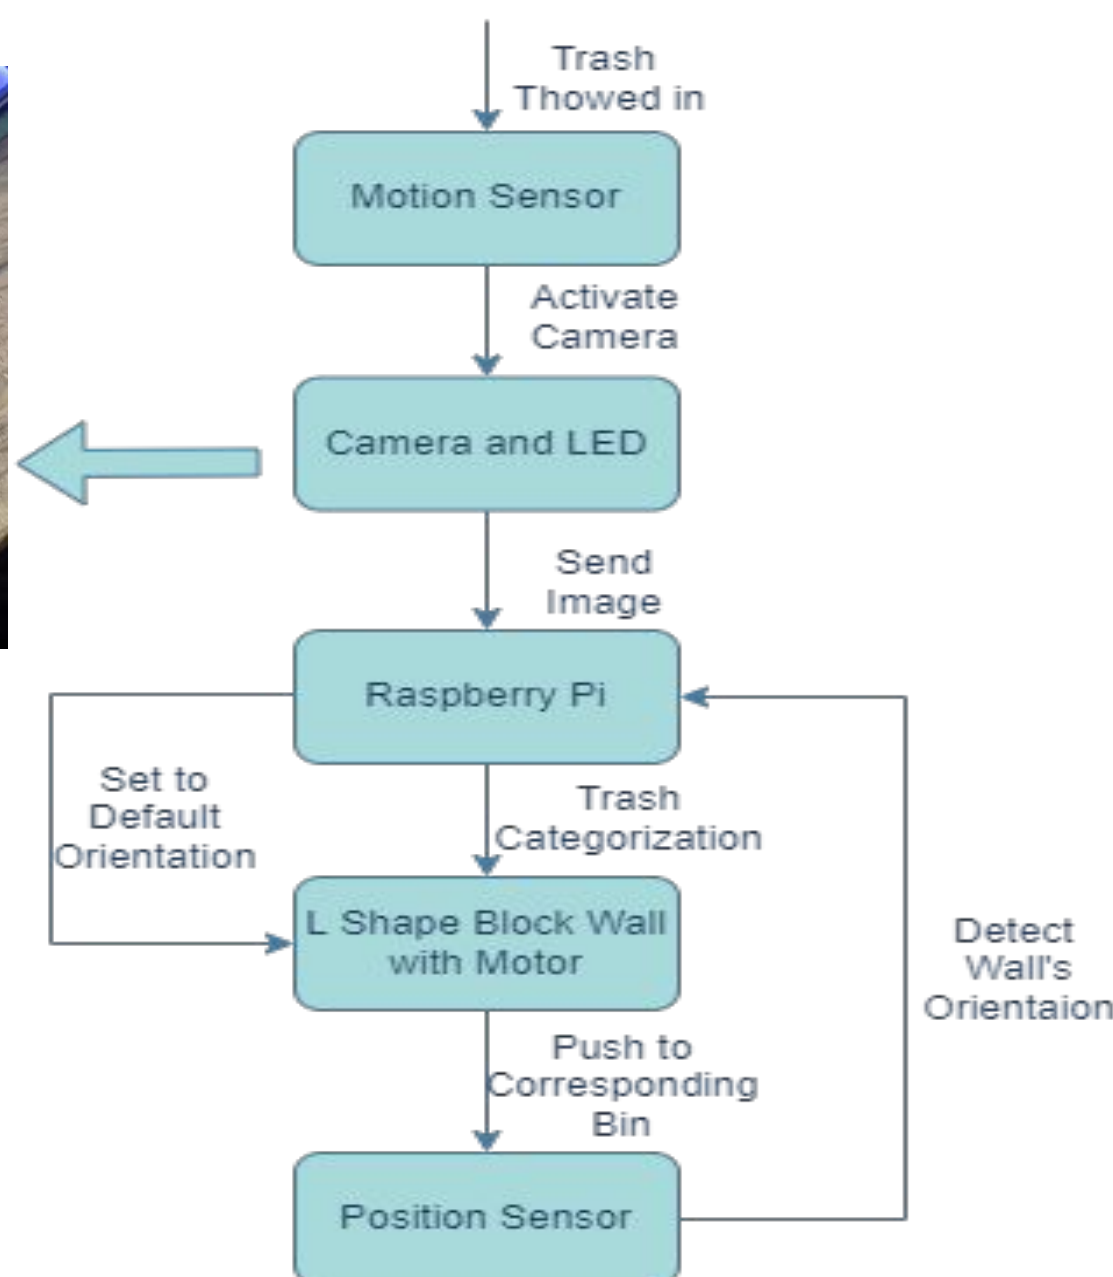 Trash
Thowed in
Motion Sensor
Activate
Camera
Camera and LED
Send
Image
Raspberry Pi
Set to
Default
Orientation
Trash
Categorization
L Shape Block Wall
with Motor
Detect
Wall's
Orientaion
Push to
Corresponding
Bin
Position Sensor